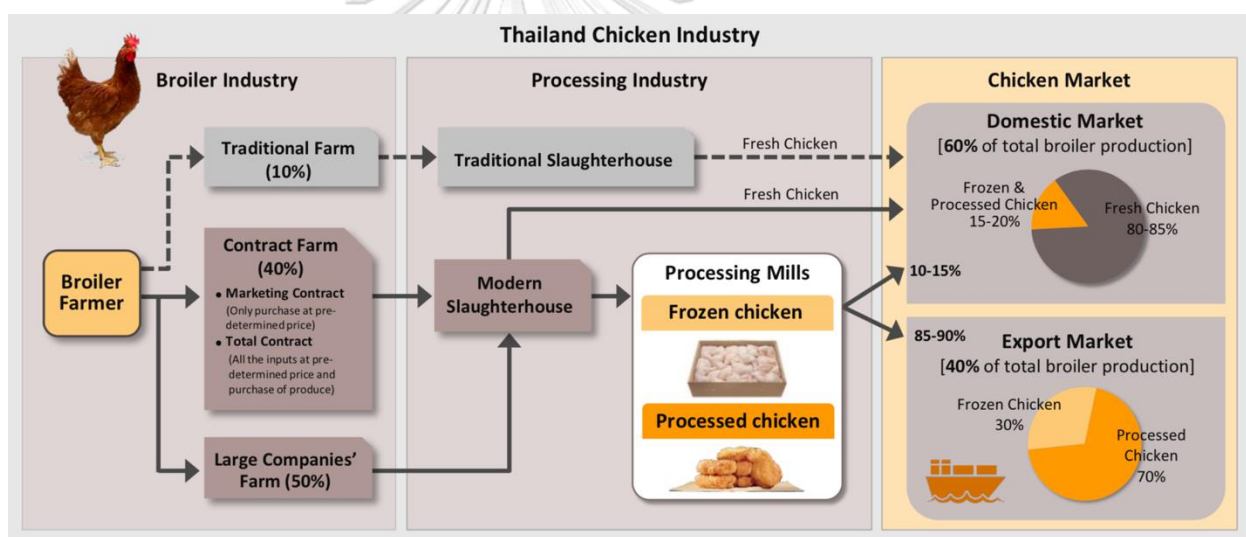 Thailand Chicken Industry
Broiler Industry
Traditional Farm
(10%)
Broiler
Farmer
Contract Farm
(40%)
• Marketing Contract
(Only purchase at pre-
determined price)
• Total Contract
(All the inputs at pre-
determined price and
purchase of produce)
Large Companies’
Farm (50%)
Processing Industry
Traditional Slaughterhouse
Fresh Chicken
Fresh Chicken
Modern
Slaughterhouse
Processing Mills
Frozen chicken
Processed chicken
10-15%
85-90%
Chicken Market
Domestic Market
[60% of total broiler production]
Frozen &
Processed Chicken
15-20%
Fresh Chicken
80-85%
Export Market
[40% of total broiler production]
Frozen Chicken
30%
Processed
Chicken
70%